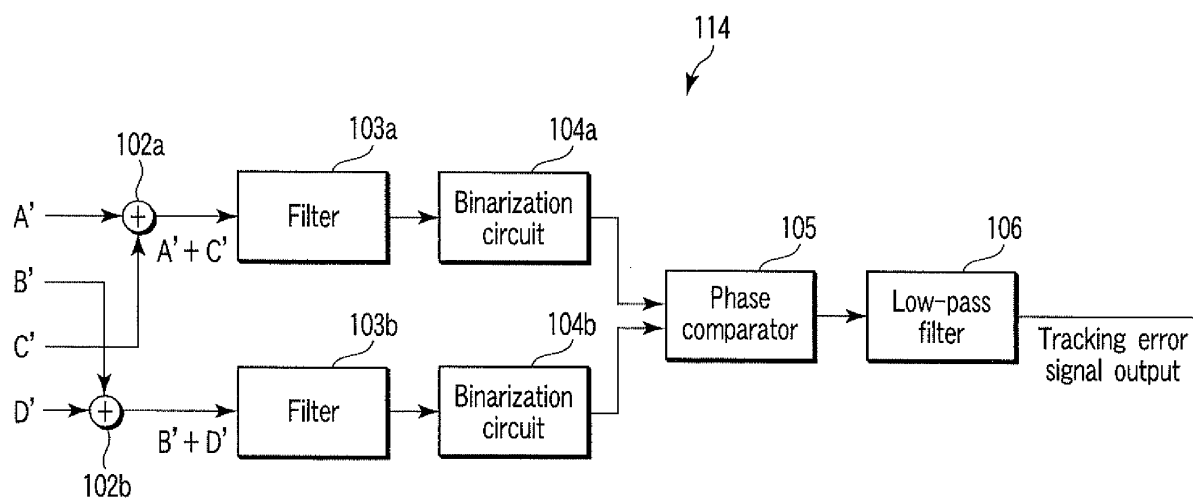 114
102a
103a
104a
A'
+
A' + C'
Filter
Binarization
circuit
105
106
B'
Phase
comparator
Low-pass
filter
C'
103b
104b
Tracking error
signal output
D'
+
B' + D'
Filter
Binarization
circuit
102b